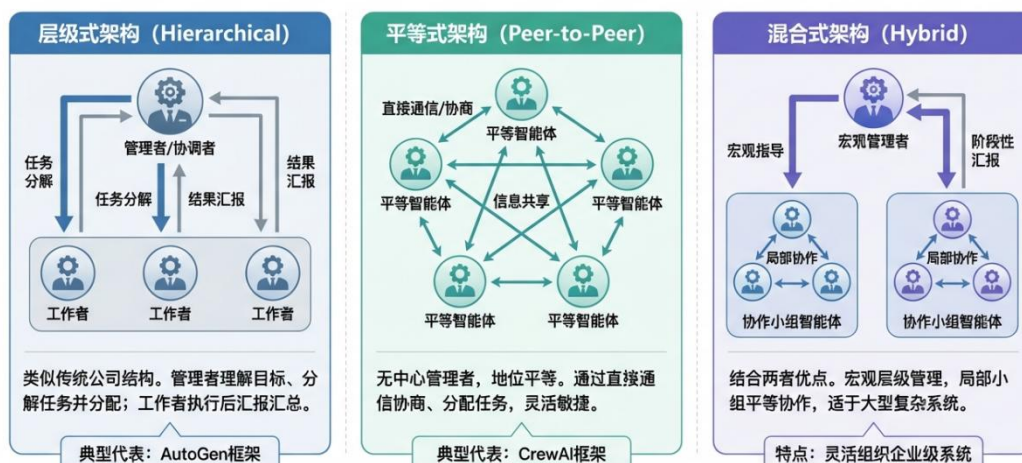 层级式架构（Hierarchical）
管理者/协调者
任务
分解
任务分解
结果汇报
结果
汇报
工作者
工作者
工作者
类似传统公司结构。管理者理解目标、分
解任务并分配；工作者执行后汇报汇总。
典型代表：AutoGen框架
平等式架构（Peer-to-Peer）
直接通信/协商
平等智能体
平等智能体
信息共享
平等智能体
平等智能体
平等智能体
无中心管理者，地位平等。通过直接通
信协商、分配任务，灵活敏捷。
典型代表：CrewAI框架
混合式架构（Hybrid）
宏观管理者
宏观指导
阶段性
汇报
局部协作
局部协作
协作小组智能体
协作小组智能体
结合两者优点。宏观层级管理，局部小
组平等协作，适于大型复杂系统。
特点：灵活组织企业级系统